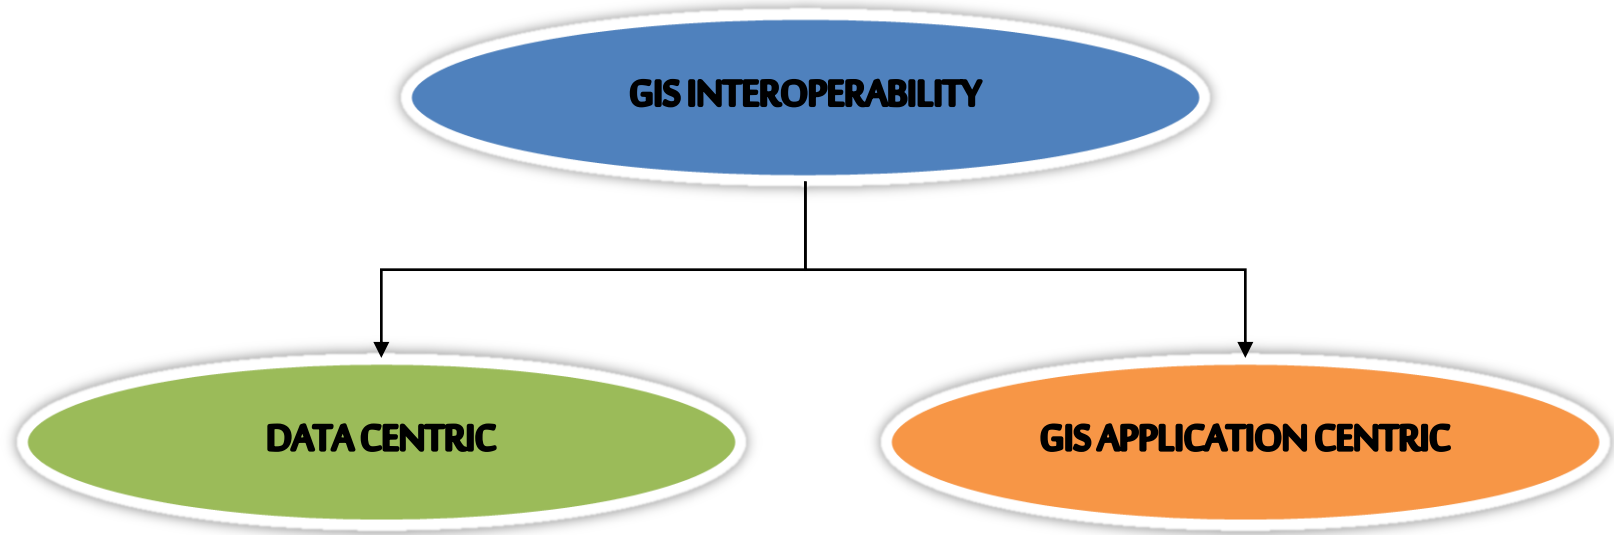 GIS INTEROPERABILITY
DATA CENTRIC
GIS APPLICATION CENTRIC